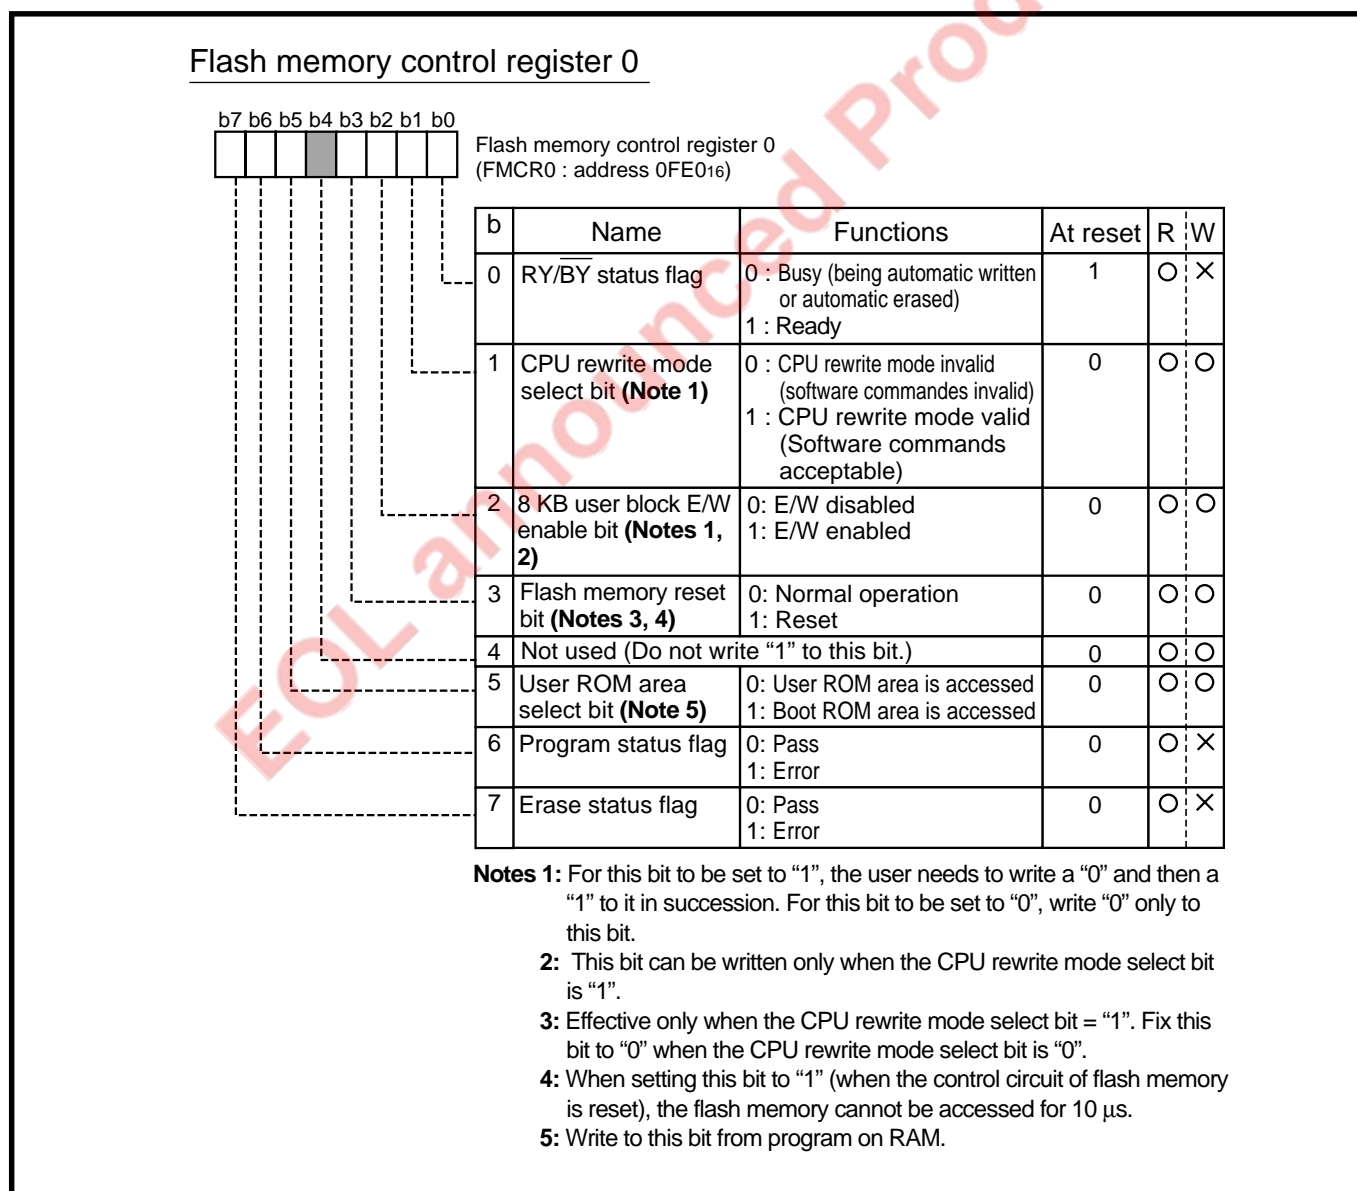 Flash memory control register 0
b7 b6 b5 b4 b3 b2 b1 b0
Flash memory control register 0
(FMCR0 : address 0FE016)
b Name Functions At reset R W
0 RY/BY status flag 0 : Busy (being automatic written 1 O ×
or automatic erased)
1 : Ready
1 CPU rewrite mode 0 : CPU rewrite mode invalid 0 O O
select bit (Note 1) (software commandes invalid)
1 : CPU rewrite mode valid
(Software commands
acceptable)
2 8 KB user block E/W 0: E/W disabled 0 O O
enable bit (Notes 1, 1: E/W enabled
2)
3 Flash memory reset 0: Normal operation 0 O O
bit (Notes 3, 4) 1: Reset
4 Not used (Do not write “1” to this bit.) 0 O O
5 User ROM area 0: User ROM area is accessed 0 O O
select bit (Note 5) 1: Boot ROM area is accessed
6 Program status flag 0: Pass 0 O ×
1: Error
7 Erase status flag 0: Pass 0 O ×
1: Error
Notes 1: For this bit to be set to “1”, the user needs to write a “0” and then a
“1” to it in succession. For this bit to be set to “0”, write “0” only to
this bit.
2: This bit can be written only when the CPU rewrite mode select bit
is “1”.
3: Effective only when the CPU rewrite mode select bit = “1”. Fix this
bit to “0” when the CPU rewrite mode select bit is “0”.
4: When setting this bit to “1” (when the control circuit of flash memory
is reset), the flash memory cannot be accessed for 10 µs.
5: Write to this bit from program on RAM.
EOL announced Prod